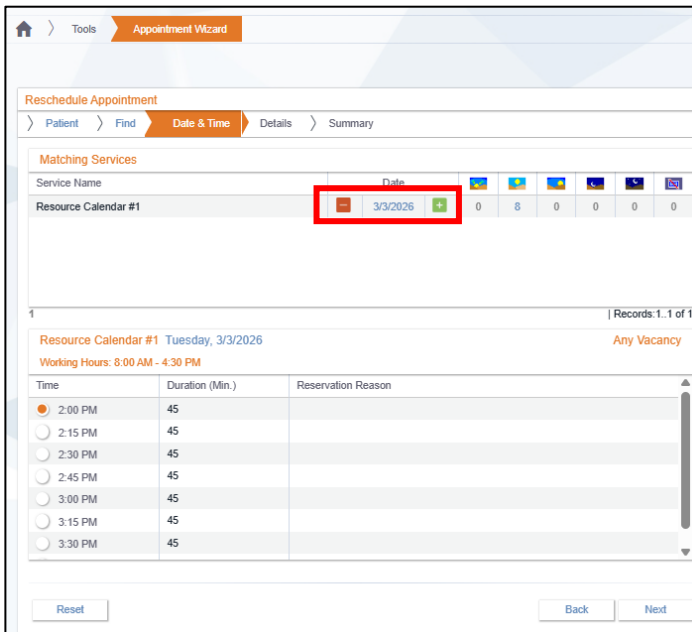 Tools Appointment Wizard
Reschedule Appointment
Patient Find Date & Time Details Summary
Matching Services
Service Name Date
Resource Calendar #1 − 3/3/2026 + 0 8 0 0 0 0
1 | Records:1..1 of 1
Resource Calendar #1 Tuesday, 3/3/2026 Any Vacancy
Working Hours: 8:00 AM - 4:30 PM
Time Duration (Min.) Reservation Reason
2:00 PM 45
2:15 PM 45
2:30 PM 45
2:45 PM 45
3:00 PM 45
3:15 PM 45
3:30 PM 45
Reset Back Next